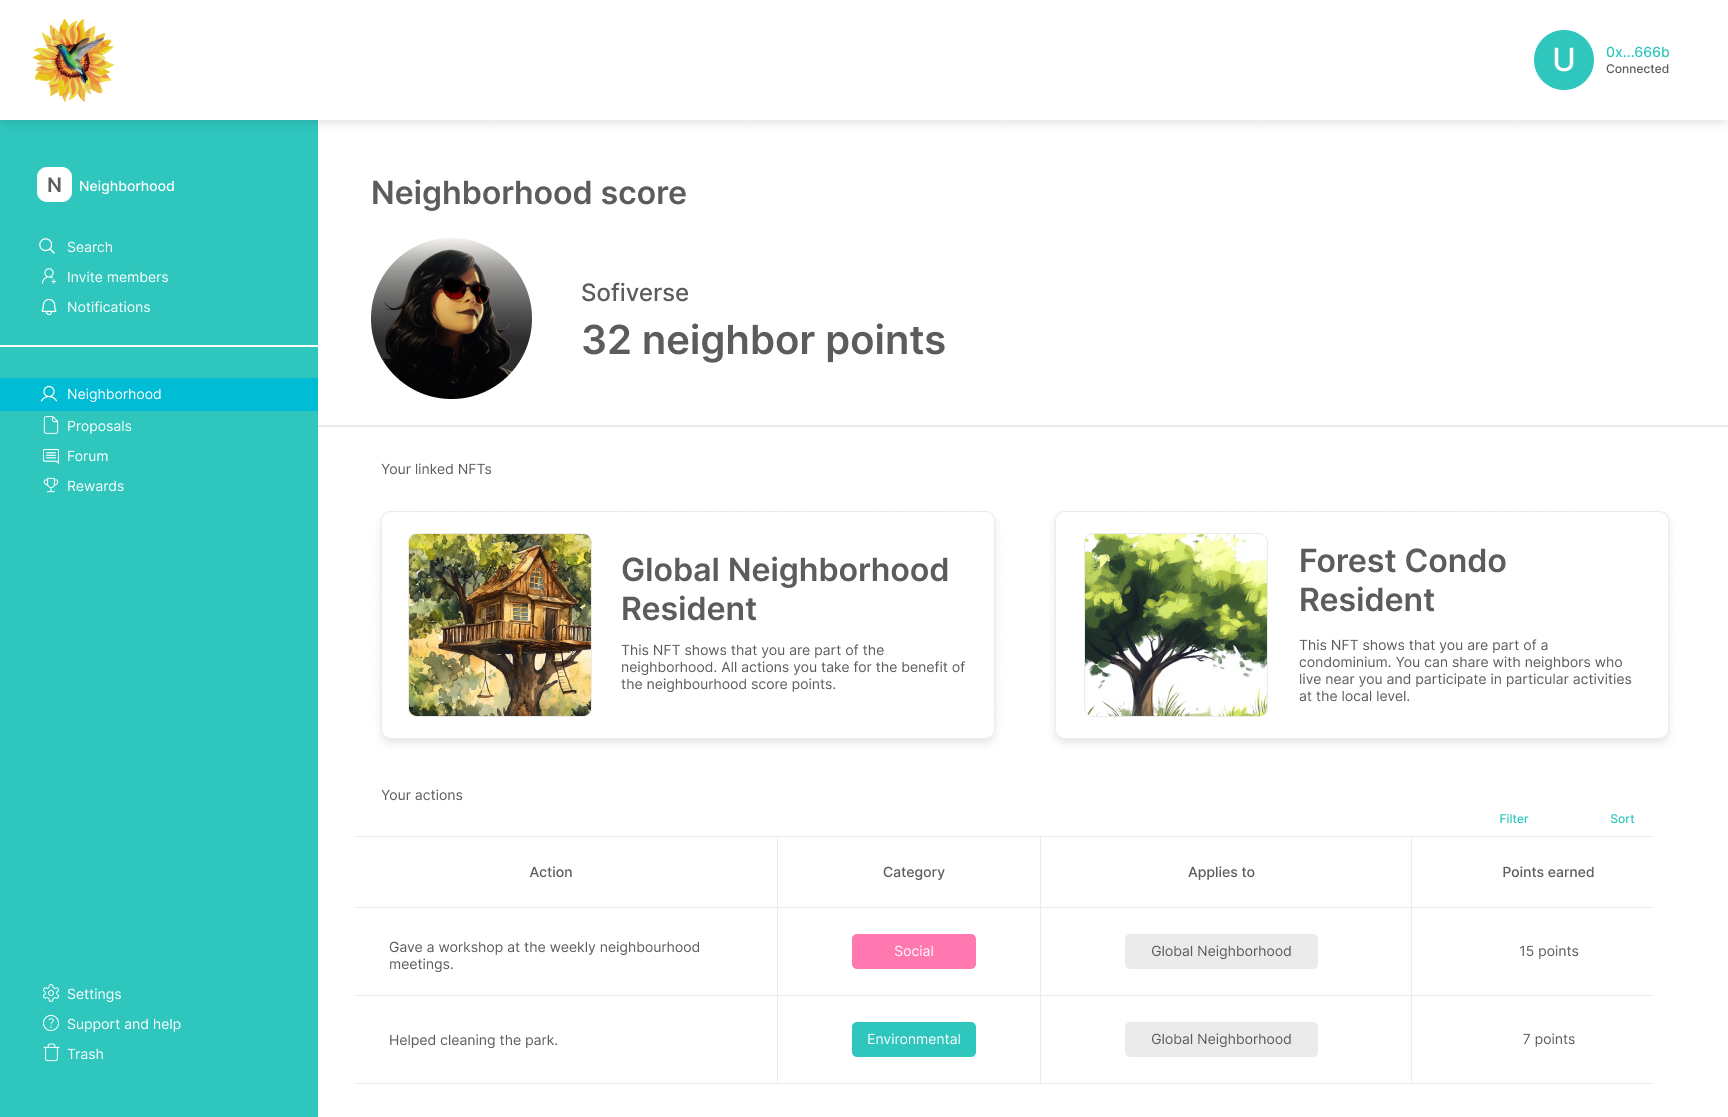 U
0x...666b
Connected
N
Neighborhood
Search
Invite members
Notifications
Neighborhood
Proposals
Forum
Rewards
Settings
Support and help
Trash
Neighborhood score
Sofiverse
32 neighbor points
Your linked NFTs
Global Neighborhood
Resident
This NFT shows that you are part of the
neighborhood. All actions you take for the benefit of
the neighbourhood score points.
Forest Condo
Resident
This NFT shows that you are part of a
condominium. You can share with neighbors who
live near you and participate in particular activities
at the local level.
Your actions
Filter
Sort
Action
Category
Applies to
Points earned
Gave a workshop at the weekly neighbourhood
meetings.
Social
Global Neighborhood
15 points
Helped cleaning the park.
Environmental
Global Neighborhood
7 points